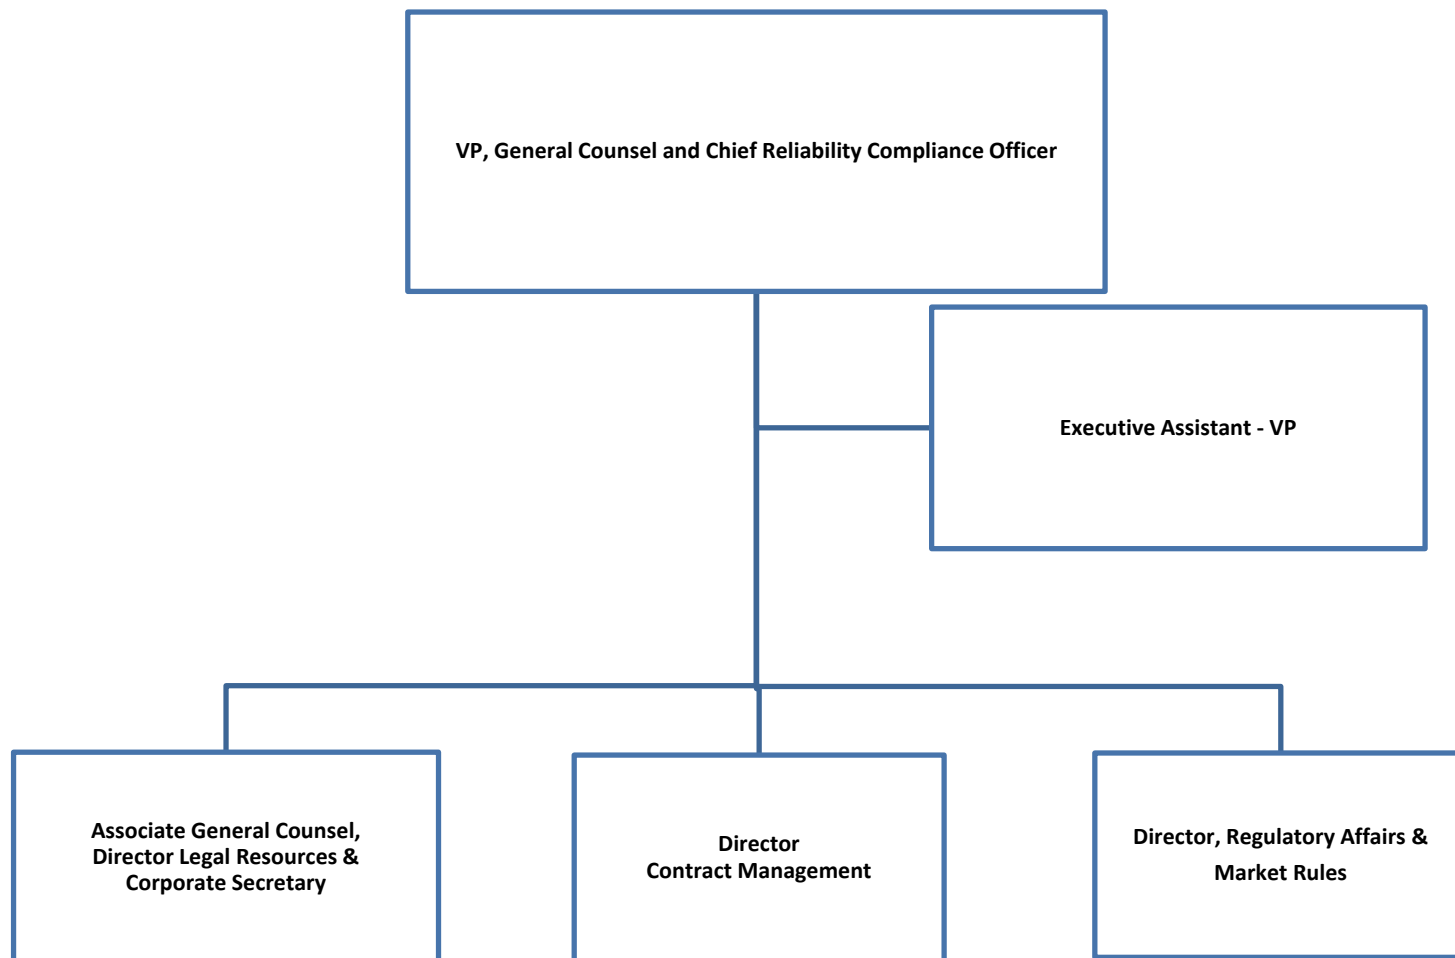 VP, General Counsel and Chief Reliability Compliance Officer
Executive Assistant - VP
Associate General Counsel,
Director Legal Resources &
Corporate Secretary
Director
Contract Management
Director, Regulatory Affairs &
Market Rules